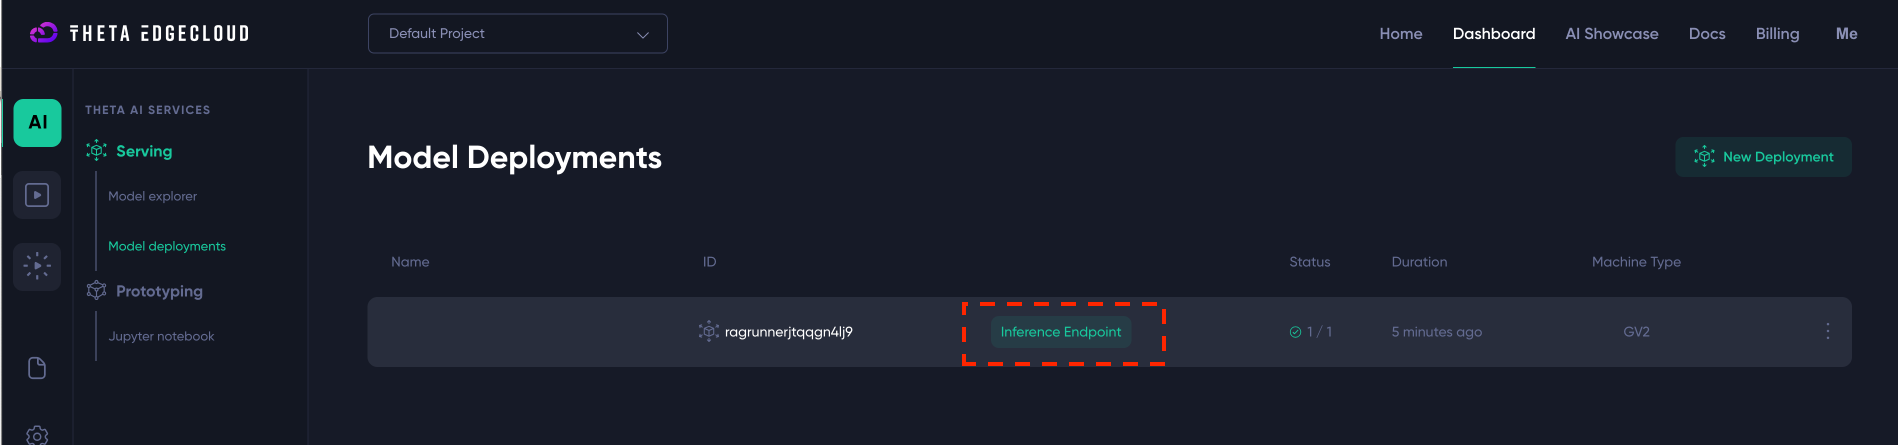 THETA EDGECLOUD
Default Project
Home Dashboard AI Showcase Docs Billing Me
AI
THETA AI SERVICES
Serving
Model explorer
Model deployments
Prototyping
Jupyter notebook
Model Deployments
New Deployment
Name ID Status Duration Machine Type
ragrunnerjtqqgn4lj9 Inference Endpoint 1 / 1 5 minutes ago GV2